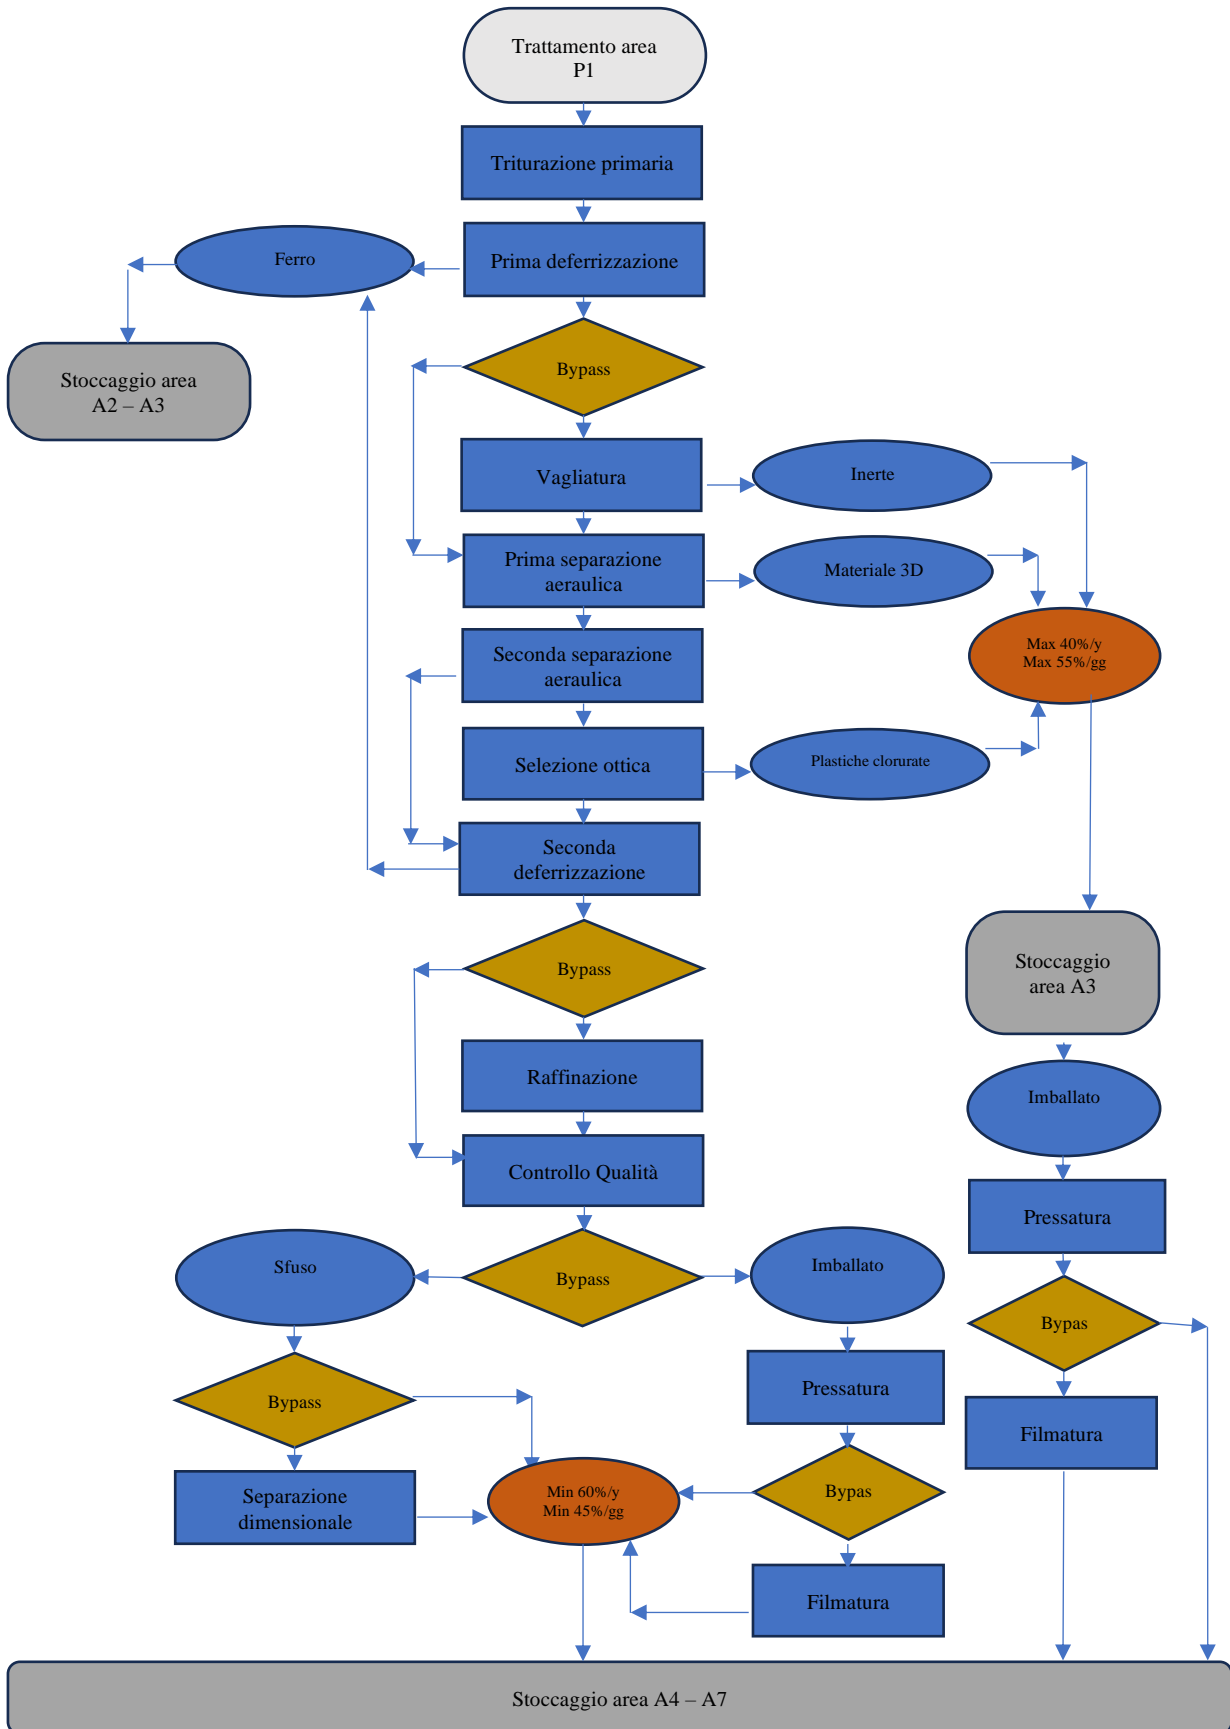 Trattamento area
P1
Triturazione primaria
Prima deferrizzazione
Ferro
Stoccaggio area
A2 – A3
Bypass
Vagliatura
Inerte
Prima separazione
aeraulica
Materiale 3D
Max 40%/y
Max 55%/gg
Seconda separazione
aeraulica
Selezione ottica
Plastiche clorurate
Seconda
deferrizzazione
Bypass
Stoccaggio
area A3
Raffinazione
Imballato
Controllo Qualità
Pressatura
Sfuso
Bypass
Imballato
Bypas
Bypass
Pressatura
Filmatura
Separazione
dimensionale
Min 60%/y
Min 45%/gg
Bypas
Filmatura
Stoccaggio area A4 – A7